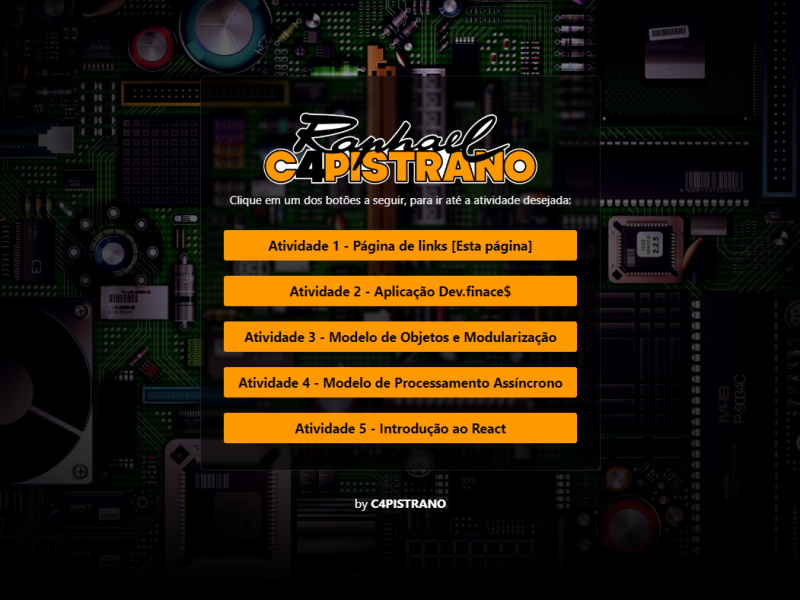 Raphael
C4PISTRANO
Clique em um dos botões a seguir, para ir até a atividade desejada:
Atividade 1 - Página de links [Esta página]
Atividade 2 - Aplicação Dev.finace$
Atividade 3 - Modelo de Objetos e Modularização
Atividade 4 - Modelo de Processamento Assíncrono
Atividade 5 - Introdução ao React
P-9034C
by C4PISTRANO